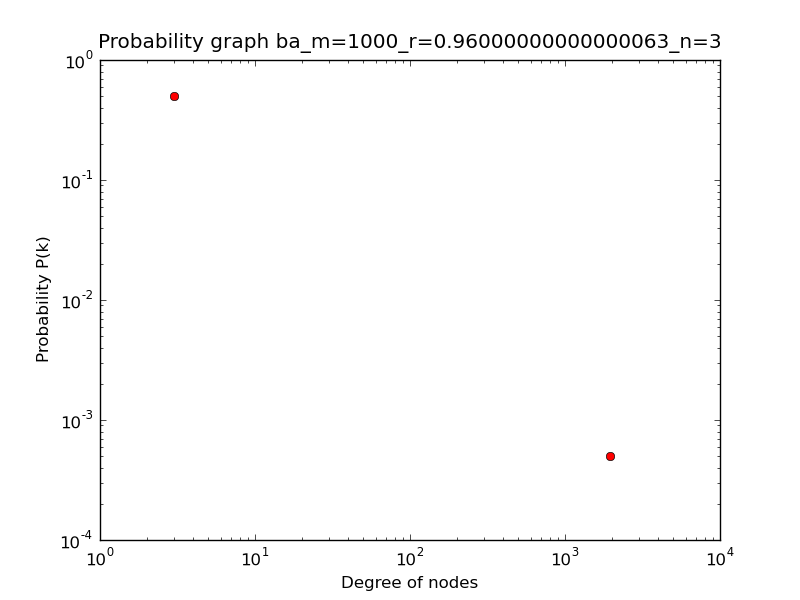 Probability graph ba_m=1000_r=0.96000000000000063_n=3
10^0
10^-1
10^-2
10^-3
10^-4
Probability P(k)
10^0 10^1 10^2 10^3 10^4
Degree of nodes